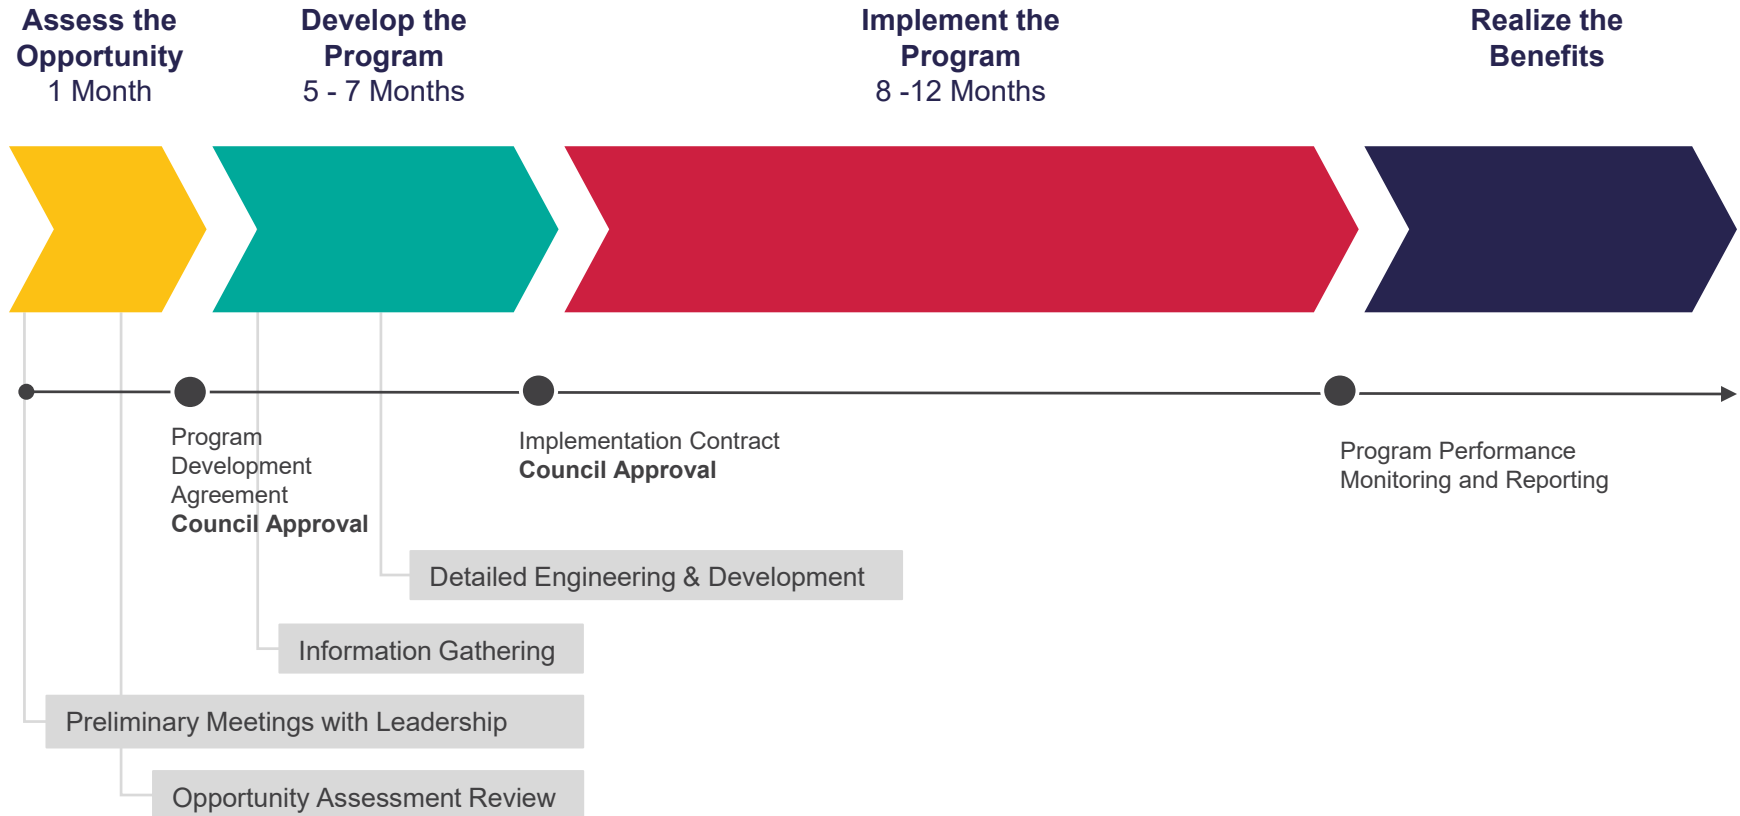 Assess the
Opportunity
1 Month
Develop the
Program
5 - 7 Months
Implement the
Program
8 -12 Months
Realize the
Benefits
Program
Development
Agreement
Council Approval
Implementation Contract
Council Approval
Program Performance
Monitoring and Reporting
Detailed Engineering & Development
Information Gathering
Preliminary Meetings with Leadership
Opportunity Assessment Review